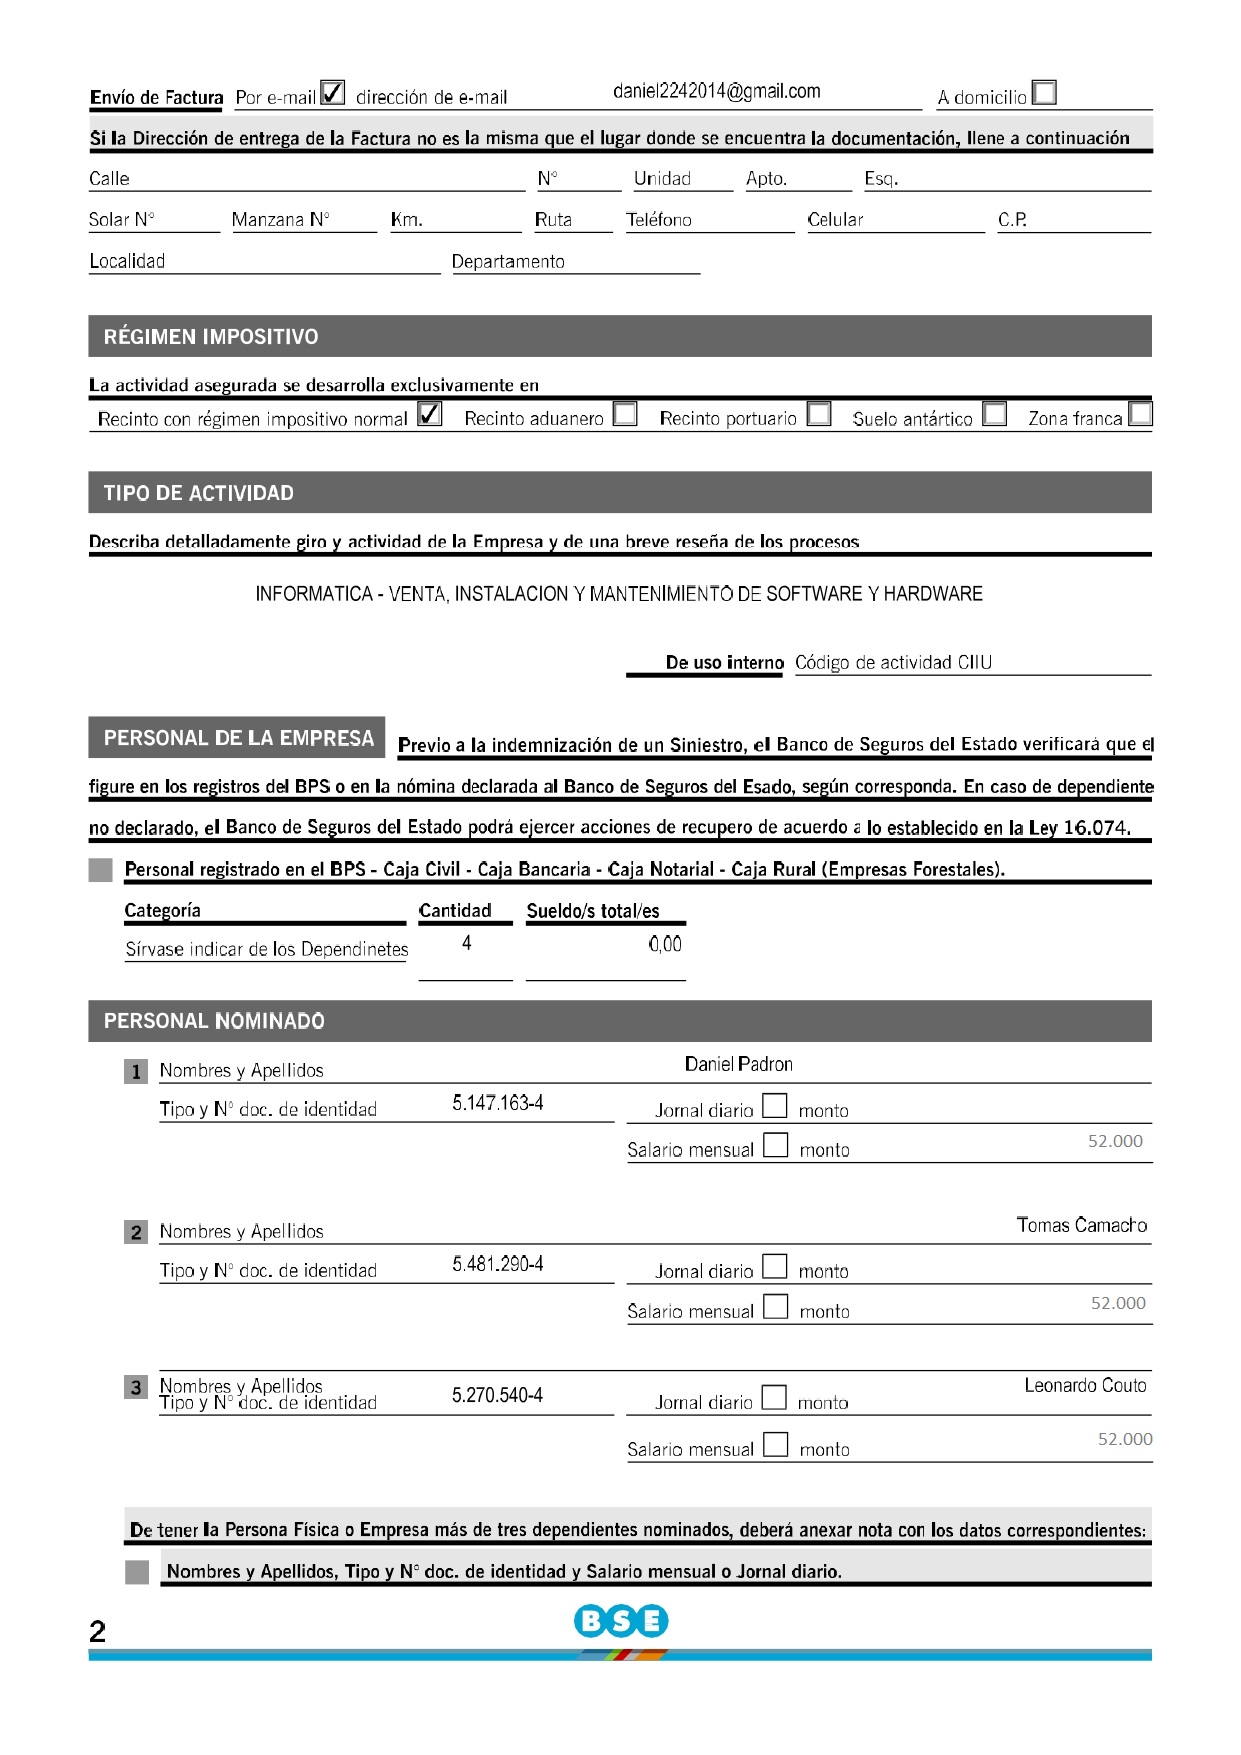 Envío de Factura Por e-mail dirección de e-mail daniel2242014@gmail.com A domicilio
Si la Dirección de entrega de la Factura no es la misma que el lugar donde se encuentra la documentación, llene a continuación
Calle N° Unidad Apto. Esq.
Solar N° Manzana N° Km. Ruta Teléfono Celular C.P.
Localidad Departamento
RÉGIMEN IMPOSITIVO
La actividad asegurada se desarrolla exclusivamente en
Recinto con régimen impositivo normal Recinto aduanero Recinto portuario Suelo antártico Zona franca
TIPO DE ACTIVIDAD
Describa detalladamente giro y actividad de la Empresa y de una breve reseña de los procesos
INFORMATICA - VENTA, INSTALACION Y MANTENIMIENTO DE SOFTWARE Y HARDWARE
De uso interno Código de actividad CIIU
PERSONAL DE LA EMPRESA Previo a la indemnización de un Siniestro, el Banco de Seguros del Estado verificará que el
figure en los registros del BPS o en la nómina declarada al Banco de Seguros del Esado, según corresponda. En caso de dependiente
no declarado, el Banco de Seguros del Estado podrá ejercer acciones de recupero de acuerdo a lo establecido en la Ley 16.074.
Personal registrado en el BPS - Caja Civil - Caja Bancaria - Caja Notarial - Caja Rural (Empresas Forestales).
Categoría Cantidad Sueldo/s total/es
Sírvase indicar de los Dependinetes 4 0,00
PERSONAL NOMINADO
1 Nombres y Apellidos Daniel Padron
Tipo y N° doc. de identidad 5.147.163-4 Jornal diario monto
Salario mensual monto 52.000
2 Nombres y Apellidos Tomas Camacho
Tipo y N° doc. de identidad 5.481.290-4 Jornal diario monto
Salario mensual monto 52.000
3 Nombres y Apellidos Leonardo Couto
Tipo y N° doc. de identidad 5.270.540-4 Jornal diario monto
Salario mensual monto 52.000
De tener la Persona Física o Empresa más de tres dependientes nominados, deberá anexar nota con los datos correspondientes:
Nombres y Apellidos, Tipo y N° doc. de identidad y Salario mensual o Jornal diario.
2 BSE